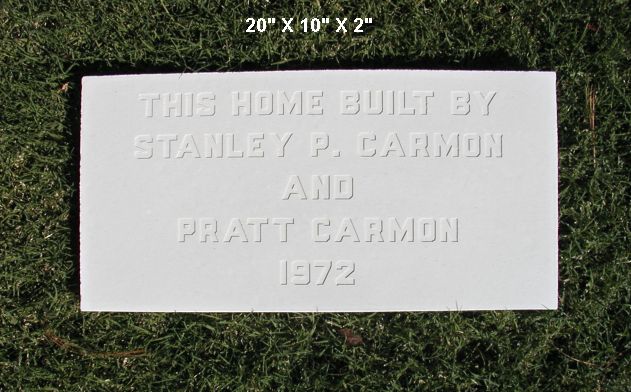 20" X 10" X 2"
THIS HOME BUILT BY
STANLEY P. CARMON
AND
PRATT CARMON
1972